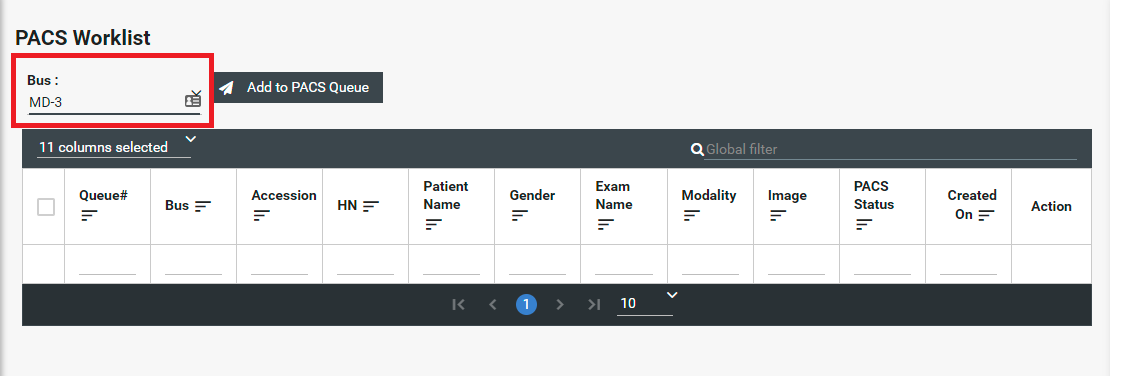 PACS Worklist
Bus :
MD-3
Add to PACS Queue
11 columns selected
Global filter
Queue#
Bus
Accession
HN
Patient
Name
Gender
Exam
Name
Modality
Image
PACS
Status
Created
On
Action
1
10